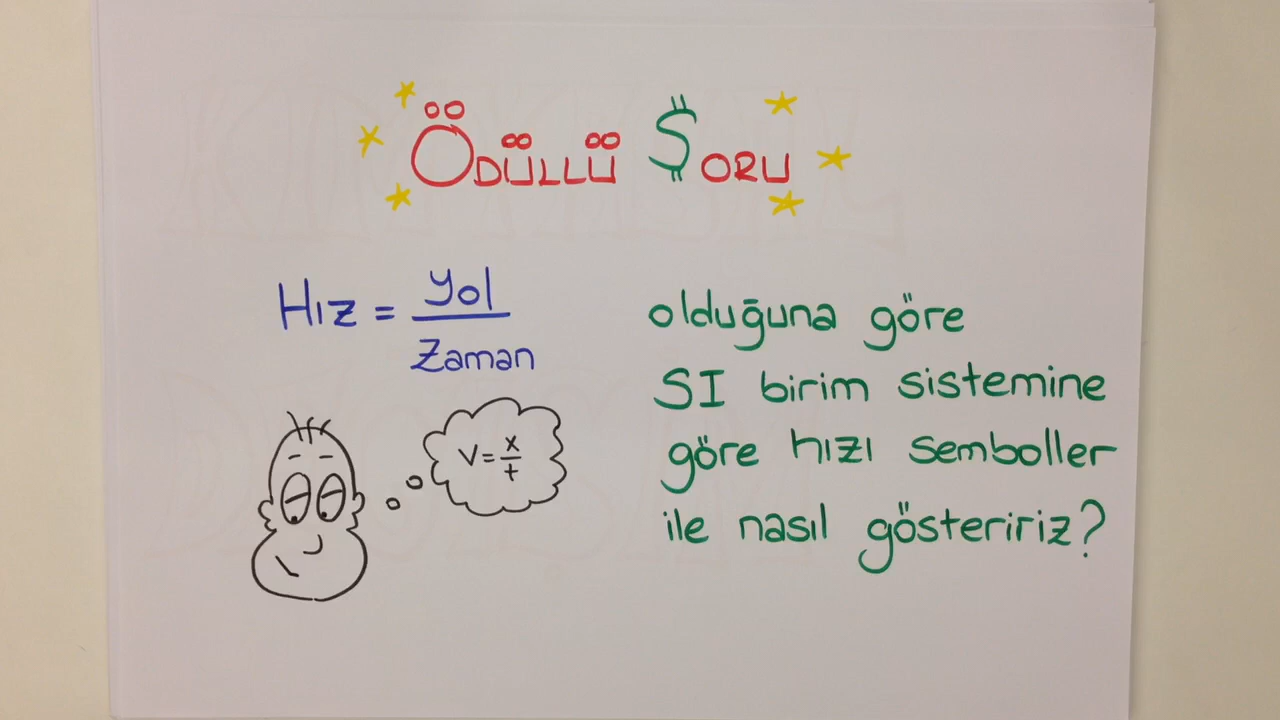 ÖDÜLLÜ $ORU
Hız = Yol
Zaman
olduğuna göre
SI birim sistemine
göre hızı semboller
ile nasıl gösteririz?
V = x
t